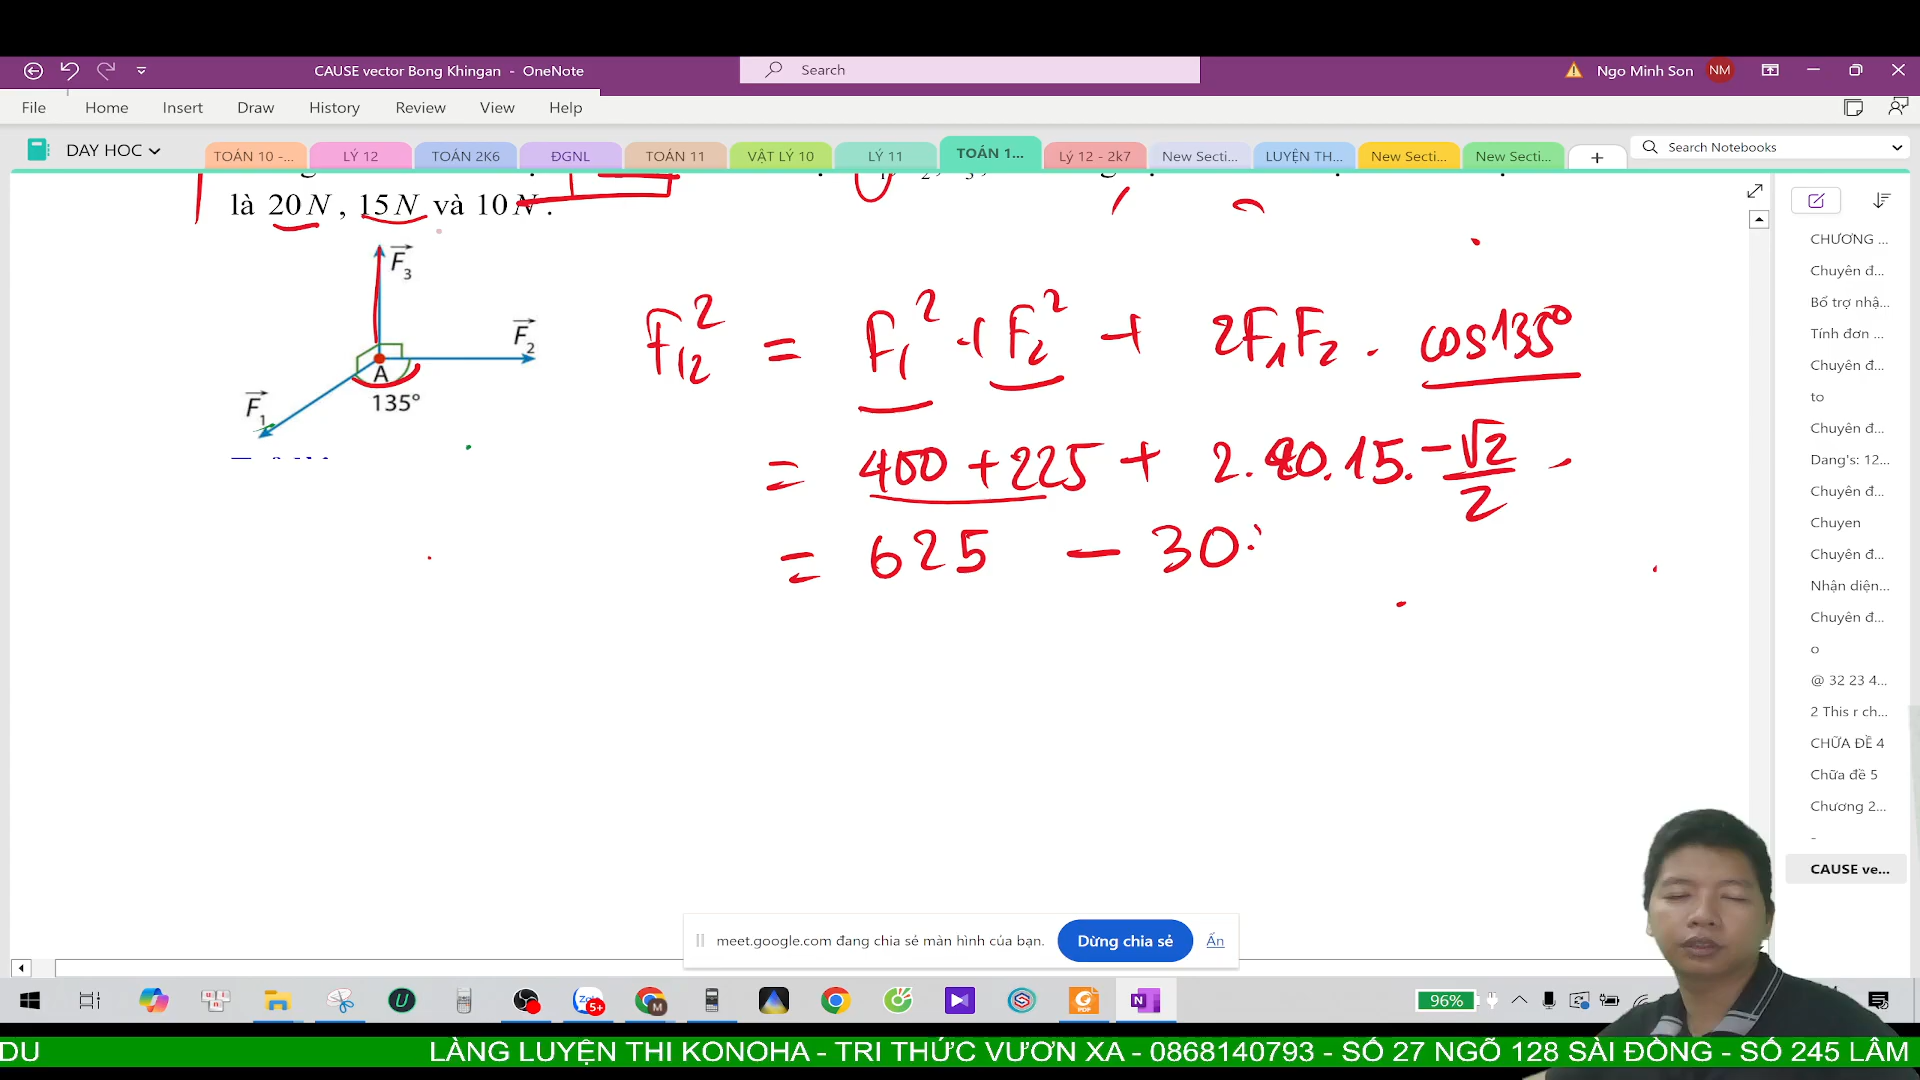 CAUSE vector Bong Khingan - OneNote
Search
Ngo Minh Son
NM
File
Home
Insert
Draw
History
Review
View
Help
DAY HOC
TOÁN 10 -...
LÝ 12
TOÁN 2K6
ĐGNL
TOÁN 11
VẬT LÝ 10
LÝ 11
TOÁN 1...
Lý 12 - 2k7
New Secti...
LUYỆN TH...
New Secti...
New Secti...
+
Search Notebooks
là 20N, 15N và 10N.
F₃
F₂
A
F₁
135°
F₁₂² = F₁² + F₂² + 2F₁F₂ . cos135°
= 400 + 225 + 2.20.15. -√2/2
= 625 - 30
CHƯƠNG ...
Chuyên đ...
Bố trợ nhậ...
Tính đơn ...
Chuyên đ...
to
Chuyên đ...
Dang's: 12...
Chuyên đ...
Chuyen
Chuyên đ...
Nhận diện...
Chuyên đ...
o
@ 32 23 4...
2 This r ch...
CHỮA ĐỀ 4
Chữa đề 5
Chương 2...
-
CAUSE ve...
meet.google.com đang chia sẻ màn hình của bạn.
Dừng chia sẻ
Ẩn
5+
M
96%
DU
LÀNG LUYỆN THI KONOHA - TRI THỨC VƯƠN XA - 0868140793 - SỐ 27 NGÕ 128 SÀI ĐỒNG - SỐ 245 LÂM